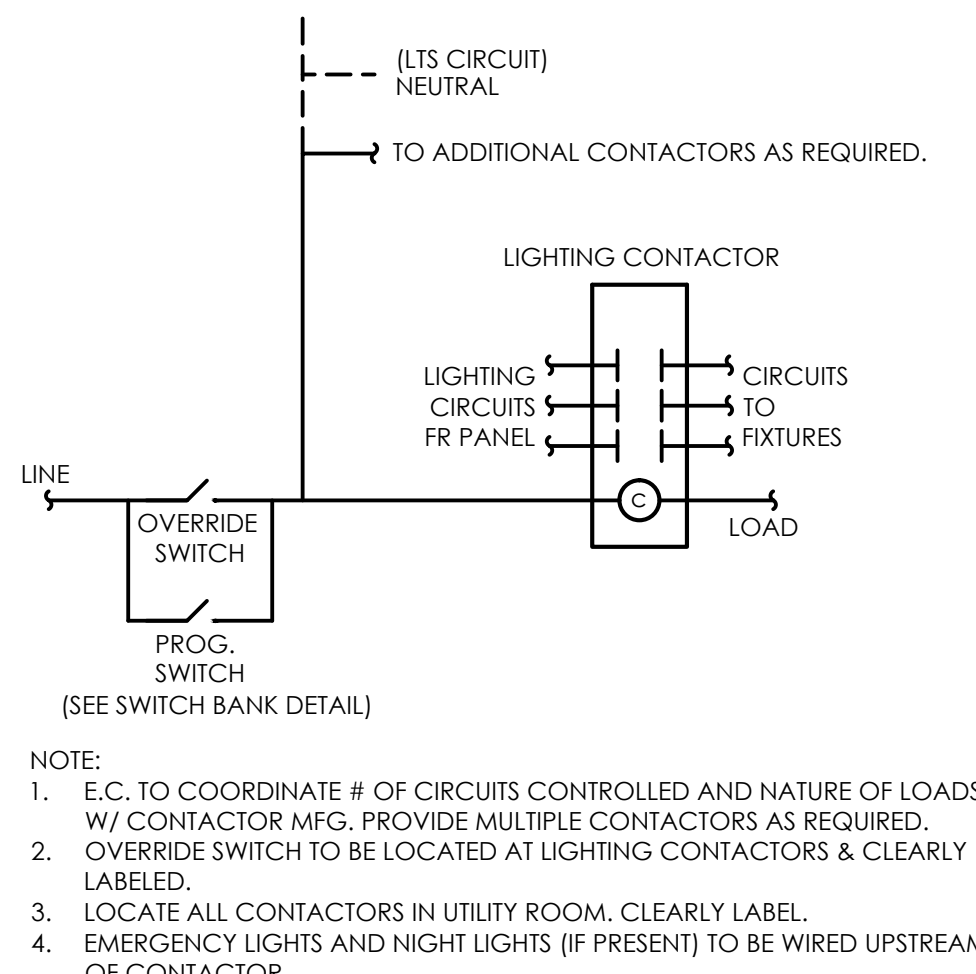 (LTS CIRCUIT)
NEUTRAL
TO ADDITIONAL CONTACTORS AS REQUIRED.
LIGHTING CONTACTOR
LIGHTING
CIRCUITS
FR PANEL
CIRCUITS
TO
FIXTURES
LINE
C
LOAD
OVERRIDE
SWITCH
PROG.
SWITCH
(SEE SWITCH BANK DETAIL)
NOTE:
1. E.C. TO COORDINATE # OF CIRCUITS CONTROLLED AND NATURE OF LOADS
W/ CONTACTOR MFG. PROVIDE MULTIPLE CONTACTORS AS REQUIRED.
2. OVERRIDE SWITCH TO BE LOCATED AT LIGHTING CONTACTORS & CLEARLY
LABELED.
3. LOCATE ALL CONTACTORS IN UTILITY ROOM. CLEARLY LABEL.
4. EMERGENCY LIGHTS AND NIGHT LIGHTS (IF PRESENT) TO BE WIRED UPSTREAM
OF CONTACTOR